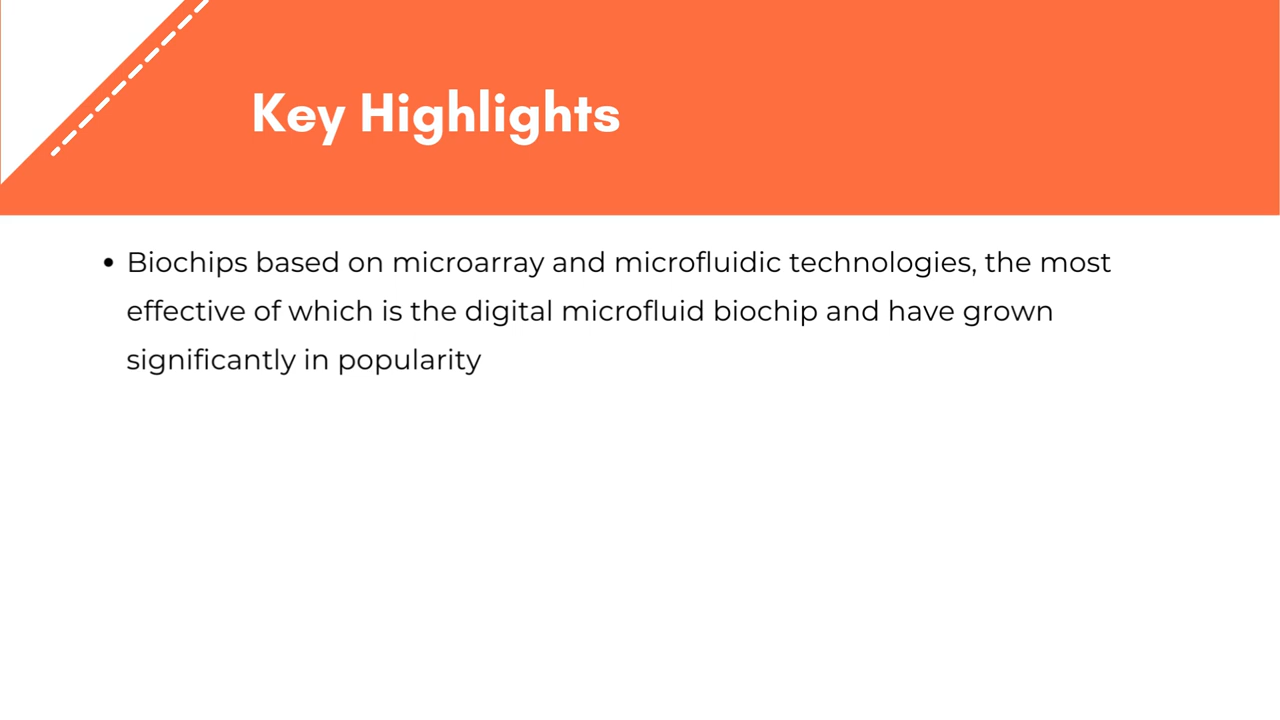 Key Highlights
• Biochips based on microarray and microfluidic technologies, the most
effective of which is the digital microfluid biochip and have grown
significantly in popularity